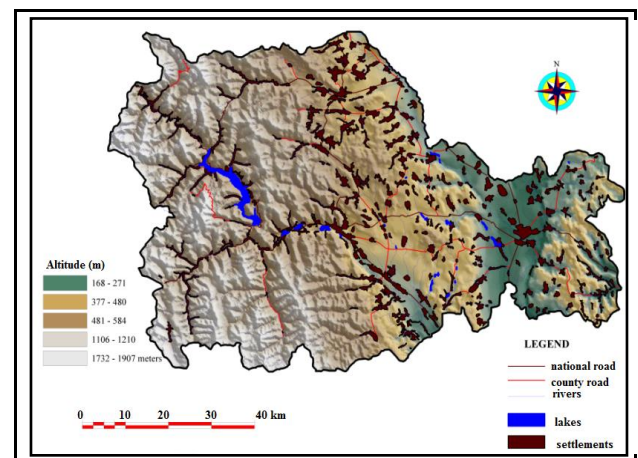 N
Altitude (m)
168 - 271
377 - 480
481 - 584
1106 - 1210
1732 - 1907 meters
LEGEND
national road
county road
rivers
lakes
settlements
0 10 20 30 40 km